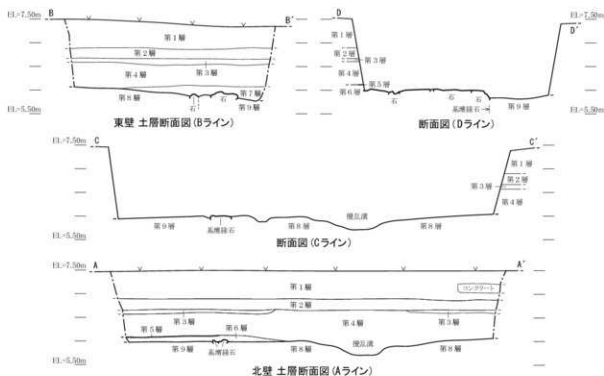 EL=7.50m B B'
第1層
第2層
第3層
第4層
第8層 石 石 第7層
第9層
EL=5.50m
東壁 土層断面図(Bライン)
D EL=7.50m
D'
第1層
第2層
第3層
第4層
第5層
第6層
石 石
基壇縁石 第9層
EL=5.50m
断面図(Dライン)
EL=7.50m C C'
第1層
第2層
第3層
第4層
第9層 基壇縁石 第8層 攪乱溝 第8層
EL=5.50m
断面図(Cライン)
EL=7.50m A A'
第1層 コンクリート
第2層
第3層 第4層 第3層
第5層 第6層
第9層 基壇縁石 第8層 攪乱溝 第8層
EL=5.50m
北壁 土層断面図(Aライン)